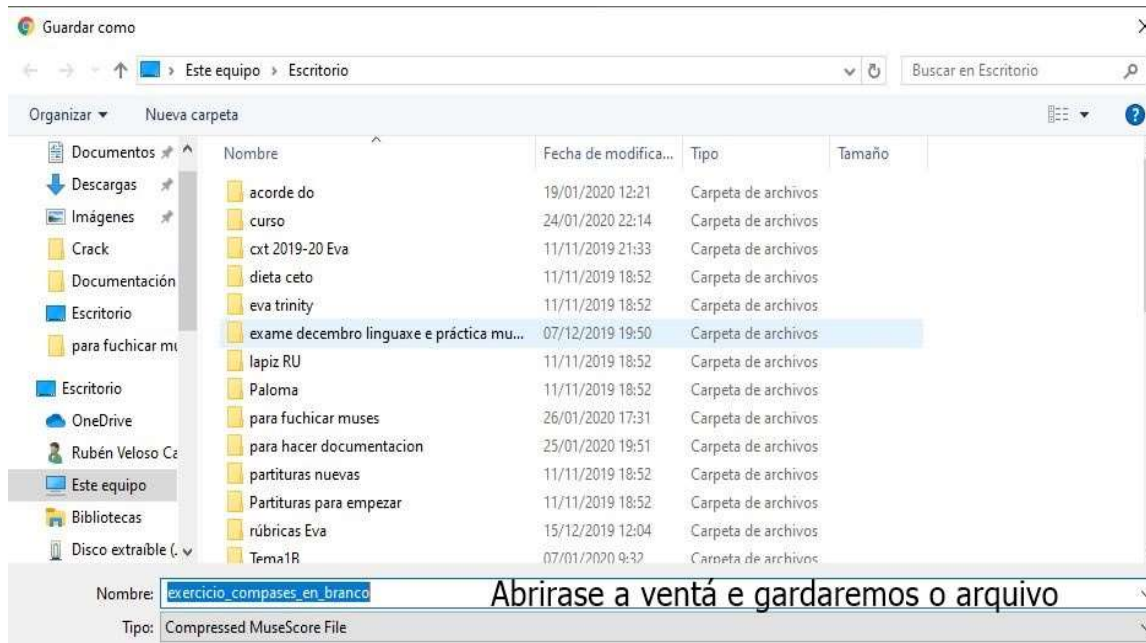 Guardar como
Este equipo > Escritorio
Buscar en Escritorio
Organizar
Nueva carpeta
Documentos
Descargas
Imágenes
Crack
Documentación
Escritorio
para fuchicar mu
Escritorio
OneDrive
Rubén Veloso Ca
Este equipo
Bibliotecas
Disco extraíble (.
Nombre Fecha de modifica... Tipo Tamaño
acorde do 19/01/2020 12:21 Carpeta de archivos
curso 24/01/2020 22:14 Carpeta de archivos
cxt 2019-20 Eva 11/11/2019 21:33 Carpeta de archivos
dieta ceto 11/11/2019 18:52 Carpeta de archivos
eva trinity 11/11/2019 18:52 Carpeta de archivos
exame decembro linguaxe e práctica mu... 07/12/2019 19:50 Carpeta de archivos
lapiz RU 11/11/2019 18:52 Carpeta de archivos
Paloma 11/11/2019 18:52 Carpeta de archivos
para fuchicar muses 26/01/2020 17:31 Carpeta de archivos
para hacer documentacion 25/01/2020 19:51 Carpeta de archivos
partituras nuevas 11/11/2019 18:52 Carpeta de archivos
Partituras para empezar 11/11/2019 18:52 Carpeta de archivos
rúbricas Eva 15/12/2019 12:04 Carpeta de archivos
Tema1B 07/01/2020 9:32 Carpeta de archivos
Nombre: exercicio_compases_en_branco
Abrirase a ventá e gardaremos o arquivo
Tipo: Compressed MuseScore File